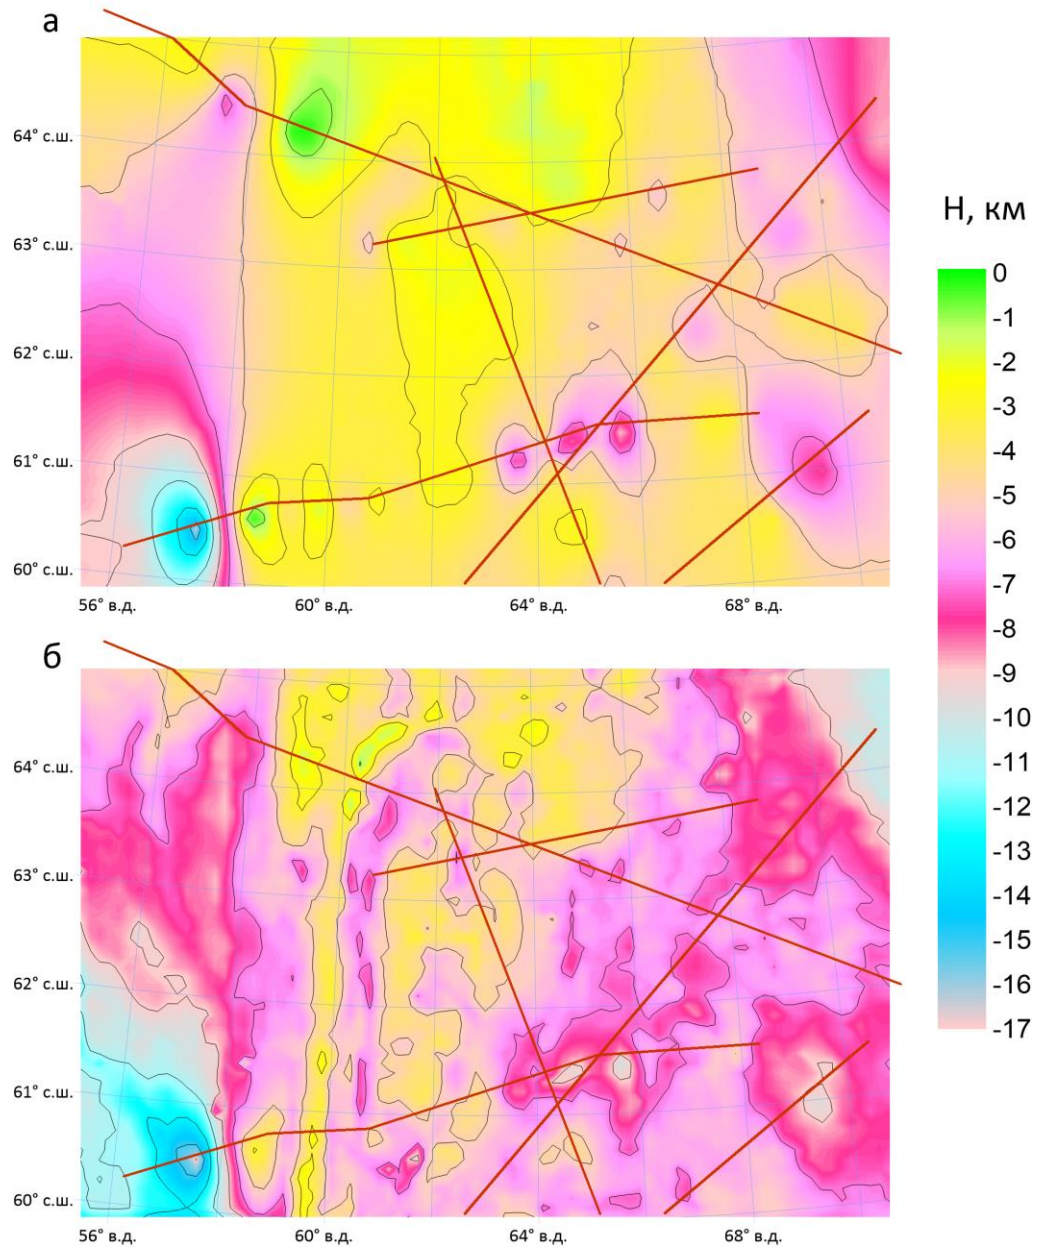 а
64° с.ш.
63° с.ш.
62° с.ш.
61° с.ш.
60° с.ш.
56° в.д. 60° в.д. 64° в.д. 68° в.д.
Н, км
0
-1
-2
-3
-4
-5
-6
-7
-8
-9
-10
-11
-12
-13
-14
-15
-16
-17
б
64° с.ш.
63° с.ш.
62° с.ш.
61° с.ш.
60° с.ш.
56° в.д. 60° в.д. 64° в.д. 68° в.д.